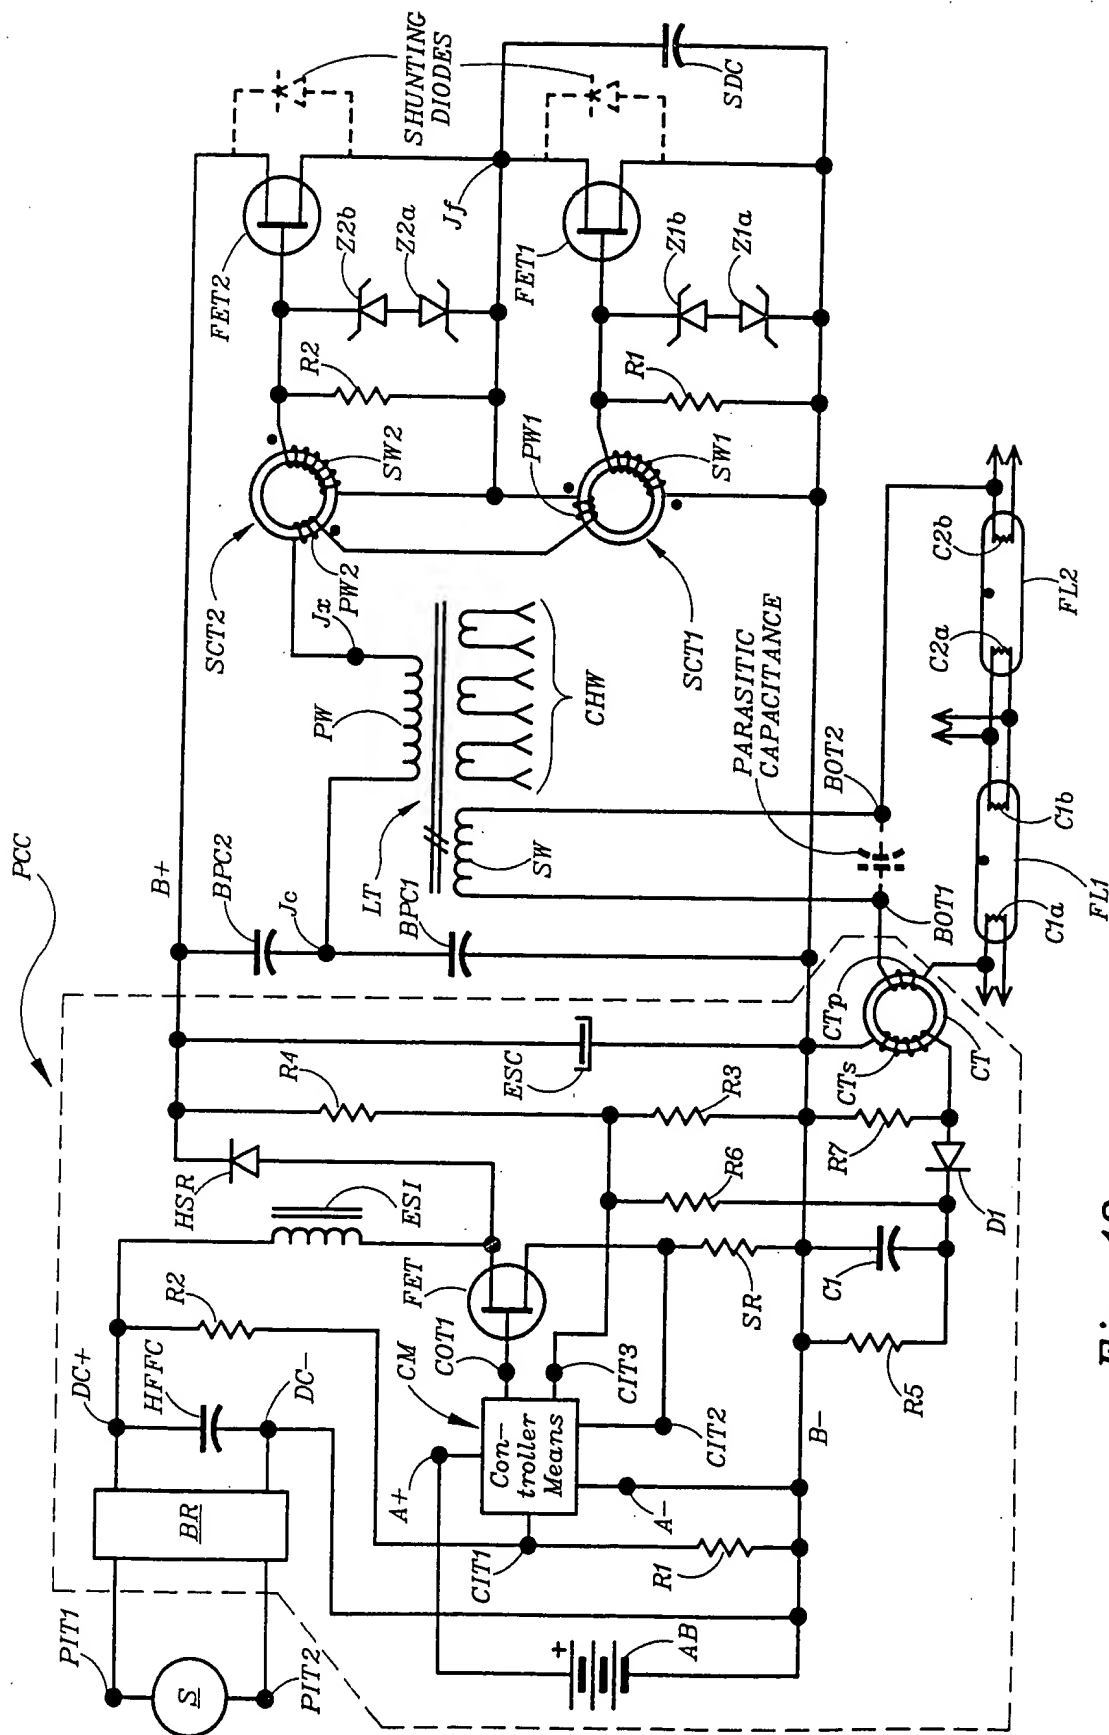 PCC
PIT1
S
PIT2
BR
DC+
HFFC
DC-
R2
ESI
HSR
B+
BPC2
Jc
BPC1
R4
ESC
R3
R6
R7
FET
COT1
CM
Con-
troller
Means
CIT3
CIT2
CIT1
A+
A-
R1
AB
+
SR
B-
C1
R5
D1
CTp
CTs
CT
LT
PW
Jx
CHW
SW
PARASITIC
CAPACITANCE
BOT2
BOT1
SCT2
PW2
SW2
R2
Z2b
Z2a
FET2
SHUNTING
DIODES
Jf
SDC
FET1
Z1b
Z1a
R1
PW1
SW1
SCT1
C1a
C1b
FL1
C2a
C2b
FL2